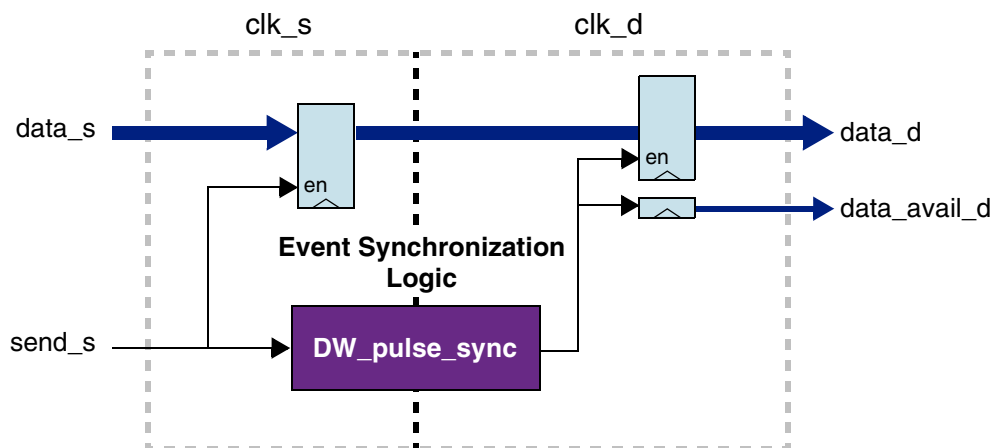 clk_s
clk_d
data_s
data_d
en
en
data_avail_d
Event Synchronization
Logic
send_s
DW_pulse_sync